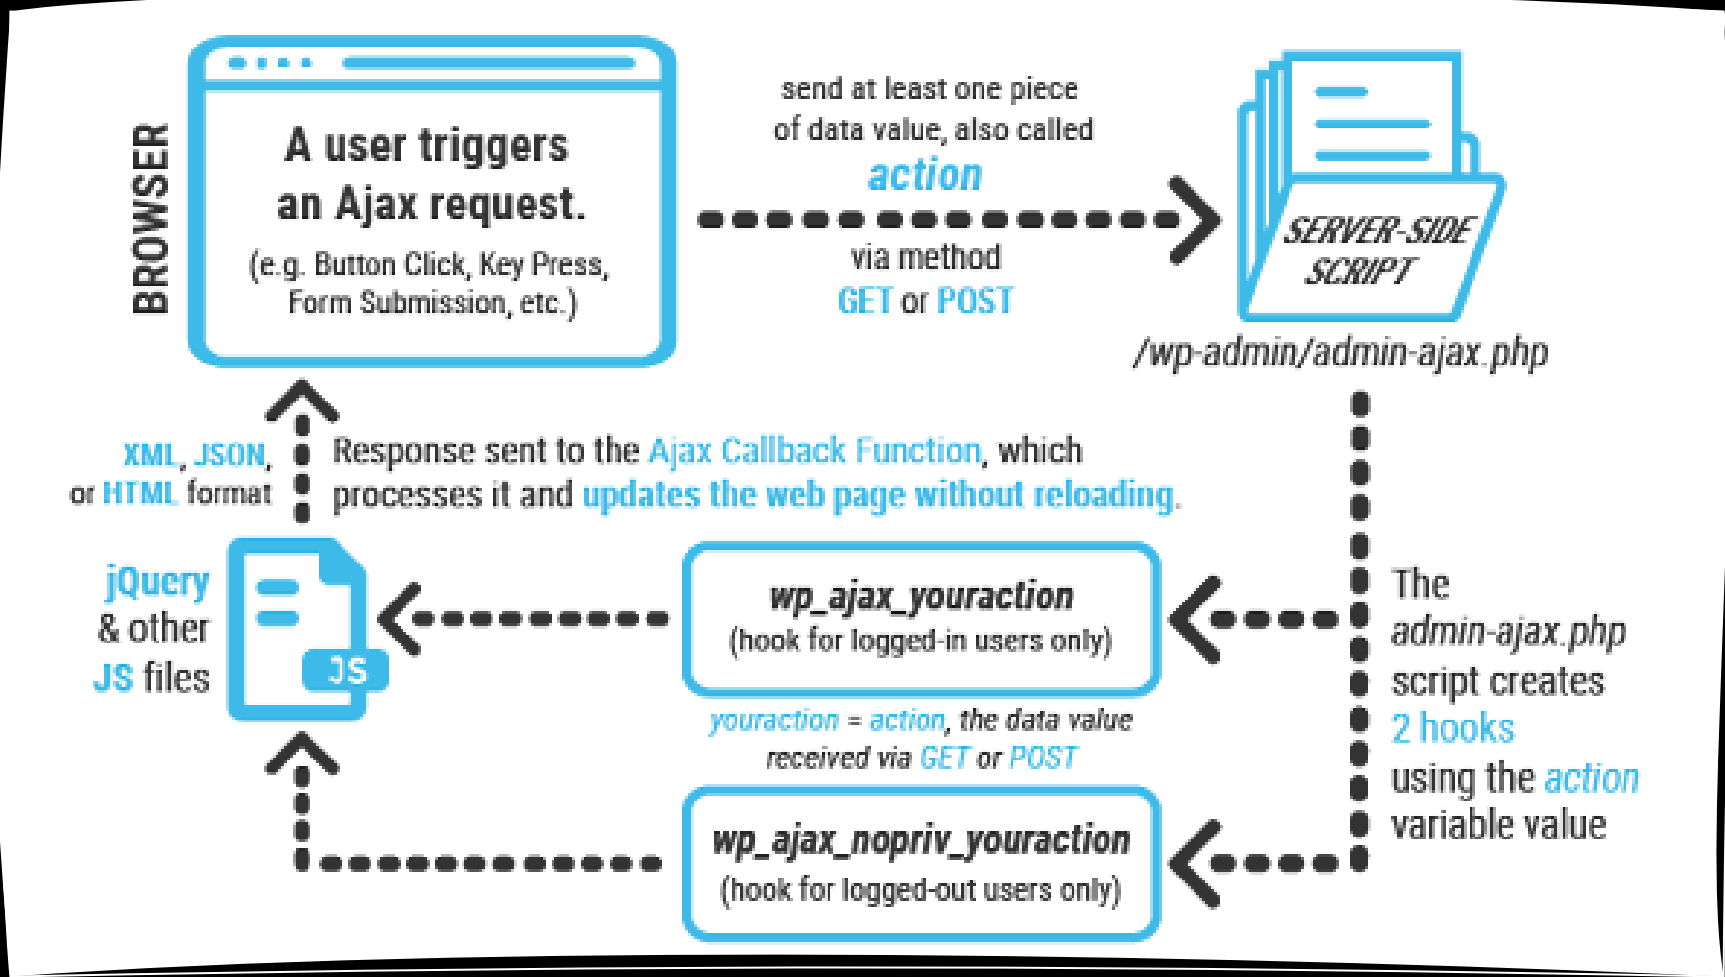 BROWSER
A user triggers
an Ajax request.
(e.g. Button Click, Key Press,
Form Submission, etc.)
send at least one piece
of data value, also called
action
via method
GET or POST
SERVER-SIDE
SCRIPT
/wp-admin/admin-ajax.php
XML, JSON,
or HTML format
Response sent to the Ajax Callback Function, which
processes it and updates the web page without reloading.
jQuery
& other
JS files
JS
wp_ajax_youraction
(hook for logged-in users only)
youraction = action, the data value
received via GET or POST
wp_ajax_nopriv_youraction
(hook for logged-out users only)
The
admin-ajax.php
script creates
2 hooks
using the action
variable value